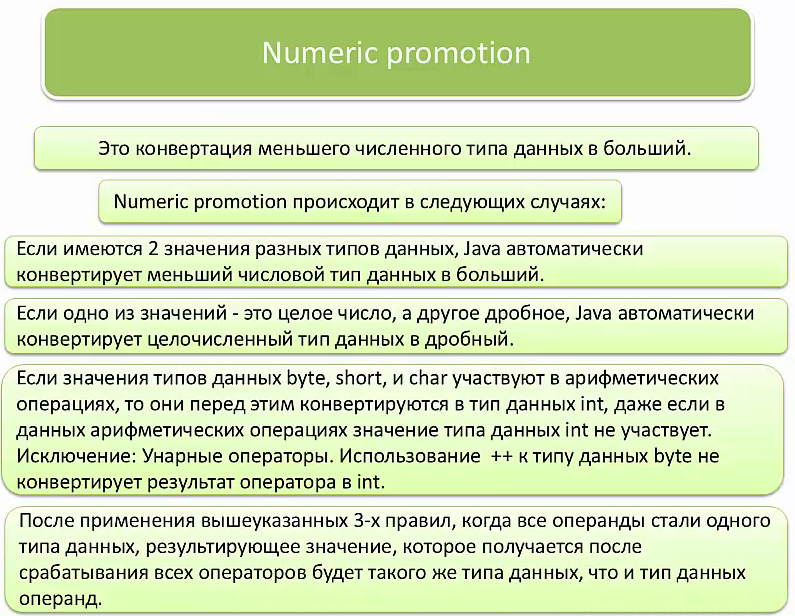 Numeric promotion
Это конвертация меньшего численного типа данных в больший.
Numeric promotion происходит в следующих случаях:
Если имеются 2 значения разных типов данных, Java автоматически
конвертирует меньший числовой тип данных в больший.
Если одно из значений - это целое число, а другое дробное, Java автоматически
конвертирует целочисленный тип данных в дробный.
Если значения типов данных byte, short, и char участвуют в арифметических
операциях, то они перед этим конвертируются в тип данных int, даже если в
данных арифметических операциях значение типа данных int не участвует.
Исключение: Унарные операторы. Использование ++ к типу данных byte не
конвертирует результат оператора в int.
После применения вышеуказанных 3-х правил, когда все операнды стали одного
типа данных, результирующее значение, которое получается после
срабатывания всех операторов будет такого же типа данных, что и тип данных
операнд.